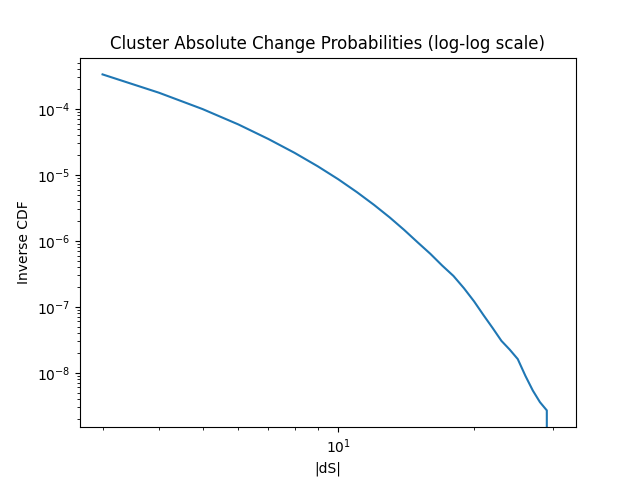 Cluster Absolute Change Probabilities (log-log scale)
Inverse CDF
10⁻⁴
10⁻⁵
10⁻⁶
10⁻⁷
10⁻⁸
10¹
|dS|